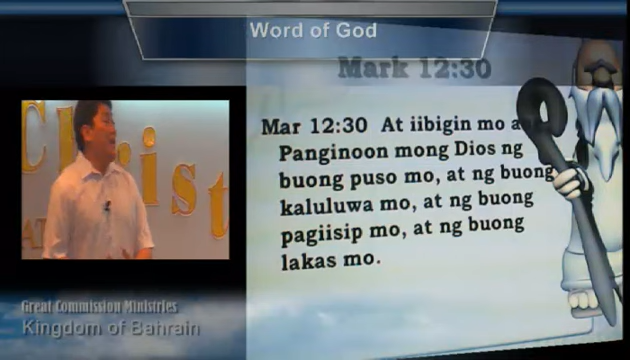 Word of God
Mark 12:30
Mar 12:30 At iibigin mo a
Panginoon mong Dios ng
buong puso mo, at ng buong
kaluluwa mo, at ng buong
pagiisip mo, at ng buong
lakas mo.
Christ
Great Commission Ministries
Kingdom of Bahrain